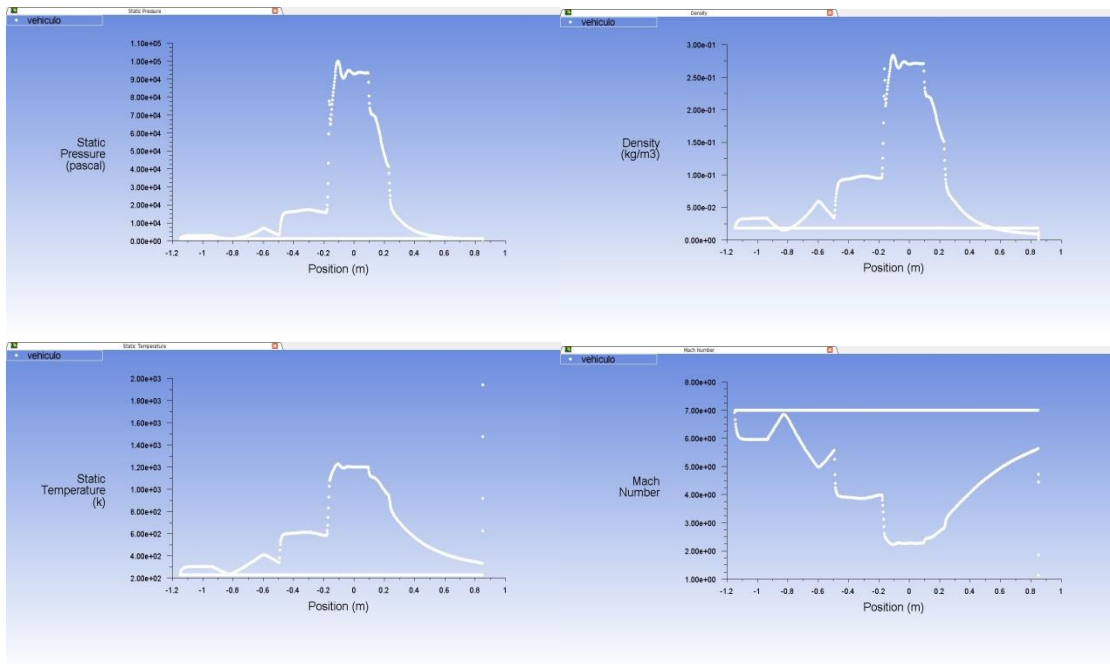 Static Pressure
vehiculo
1.10e+05
1.00e+05
9.00e+04
8.00e+04
7.00e+04
6.00e+04
5.00e+04
4.00e+04
3.00e+04
2.00e+04
1.00e+04
0.00e+00
Static
Pressure
(pascal)
-1.2 -1 -0.8 -0.6 -0.4 -0.2 0 0.2 0.4 0.6 0.8 1
Position (m)
Density
vehiculo
3.00e-01
2.50e-01
2.00e-01
1.50e-01
1.00e-01
5.00e-02
0.00e+00
Density
(kg/m3)
-1.2 -1 -0.8 -0.6 -0.4 -0.2 0 0.2 0.4 0.6 0.8 1
Position (m)
Static Temperature
vehiculo
2.00e+03
1.80e+03
1.60e+03
1.40e+03
1.20e+03
1.00e+03
8.00e+02
6.00e+02
4.00e+02
2.00e+02
Static
Temperature
(k)
-1.2 -1 -0.8 -0.6 -0.4 -0.2 0 0.2 0.4 0.6 0.8 1
Position (m)
Mach Number
vehiculo
8.00e+00
7.00e+00
6.00e+00
5.00e+00
4.00e+00
3.00e+00
2.00e+00
1.00e+00
Mach
Number
-1.2 -1 -0.8 -0.6 -0.4 -0.2 0 0.2 0.4 0.6 0.8 1
Position (m)